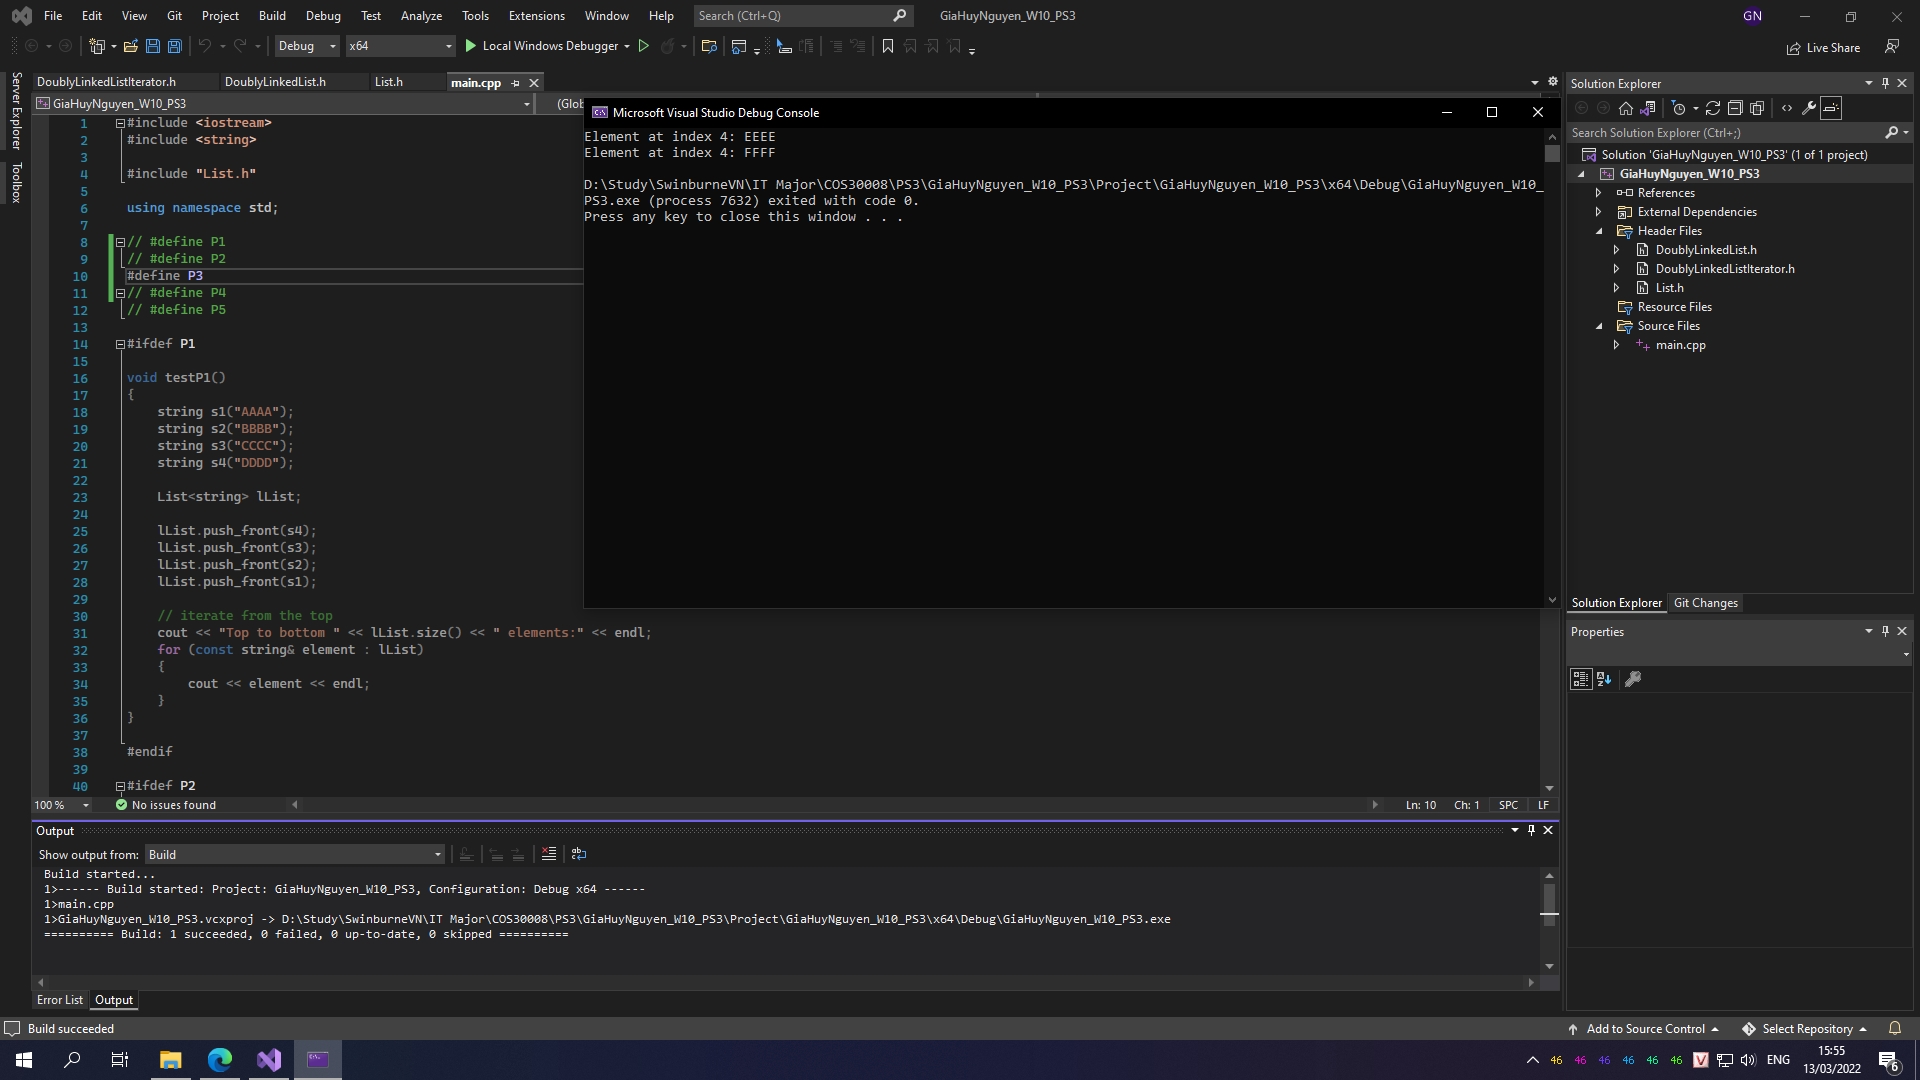 File Edit View Git Project Build Debug Test Analyze Tools Extensions Window Help Search (Ctrl+Q) GiaHuyNguyen_W10_PS3 GN
Debug x64 Local Windows Debugger Live Share
Server Explorer
Toolbox
DoublyLinkedListIterator.h DoublyLinkedList.h List.h main.cpp
GiaHuyNguyen_W10_PS3 (Glob
1 #include <iostream>
2 #include <string>
3
4 #include "List.h"
5
6 using namespace std;
7
8 // #define P1
9 // #define P2
10 #define P3
11 // #define P4
12 // #define P5
13
14 #ifdef P1
15
16 void testP1()
17 {
18 string s1("AAAA");
19 string s2("BBBB");
20 string s3("CCCC");
21 string s4("DDDD");
22
23 List<string> lList;
24
25 lList.push_front(s4);
26 lList.push_front(s3);
27 lList.push_front(s2);
28 lList.push_front(s1);
29
30 // iterate from the top
31 cout << "Top to bottom " << lList.size() << " elements:" << endl;
32 for (const string& element : lList)
33 {
34 cout << element << endl;
35 }
36 }
37
38 #endif
39
40 #ifdef P2
Microsoft Visual Studio Debug Console
Element at index 4: EEEE
Element at index 4: FFFF
D:\Study\SwinburneVN\IT Major\COS30008\PS3\GiaHuyNguyen_W10_PS3\Project\GiaHuyNguyen_W10_PS3\x64\Debug\GiaHuyNguyen_W10_
PS3.exe (process 7632) exited with code 0.
Press any key to close this window . . .
100 % No issues found Ln: 10 Ch: 1 SPC LF
Output
Show output from: Build
Build started...
1>------ Build started: Project: GiaHuyNguyen_W10_PS3, Configuration: Debug x64 ------
1>main.cpp
1>GiaHuyNguyen_W10_PS3.vcxproj -> D:\Study\SwinburneVN\IT Major\COS30008\PS3\GiaHuyNguyen_W10_PS3\Project\GiaHuyNguyen_W10_PS3\x64\Debug\GiaHuyNguyen_W10_PS3.exe
========== Build: 1 succeeded, 0 failed, 0 up-to-date, 0 skipped ==========
Error List Output
Solution Explorer
Search Solution Explorer (Ctrl+;)
Solution 'GiaHuyNguyen_W10_PS3' (1 of 1 project)
GiaHuyNguyen_W10_PS3
References
External Dependencies
Header Files
DoublyLinkedList.h
DoublyLinkedListIterator.h
List.h
Resource Files
Source Files
main.cpp
Solution Explorer Git Changes
Properties
Build succeeded Add to Source Control Select Repository
46 46 46 46 46 46 V ENG 15:55
13/03/2022 6